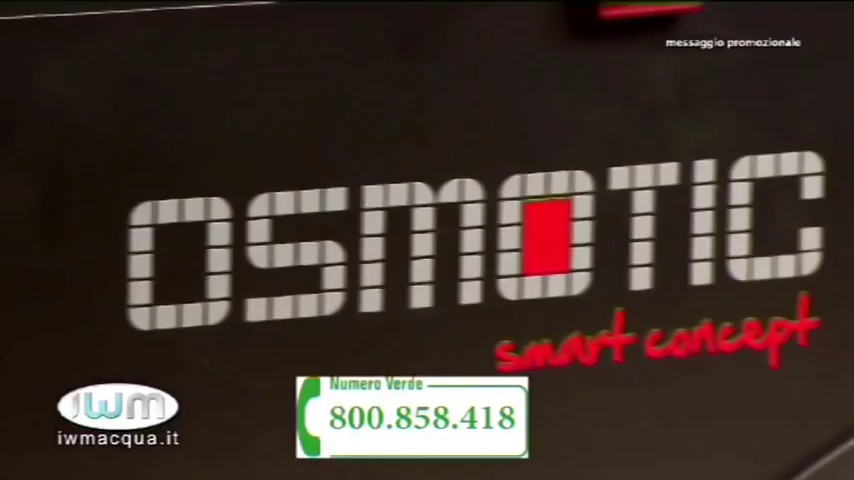 messaggio promozionale
OSMOTIC
smart concept
iwm
iwmacqua.it
Numero Verde
800.858.418